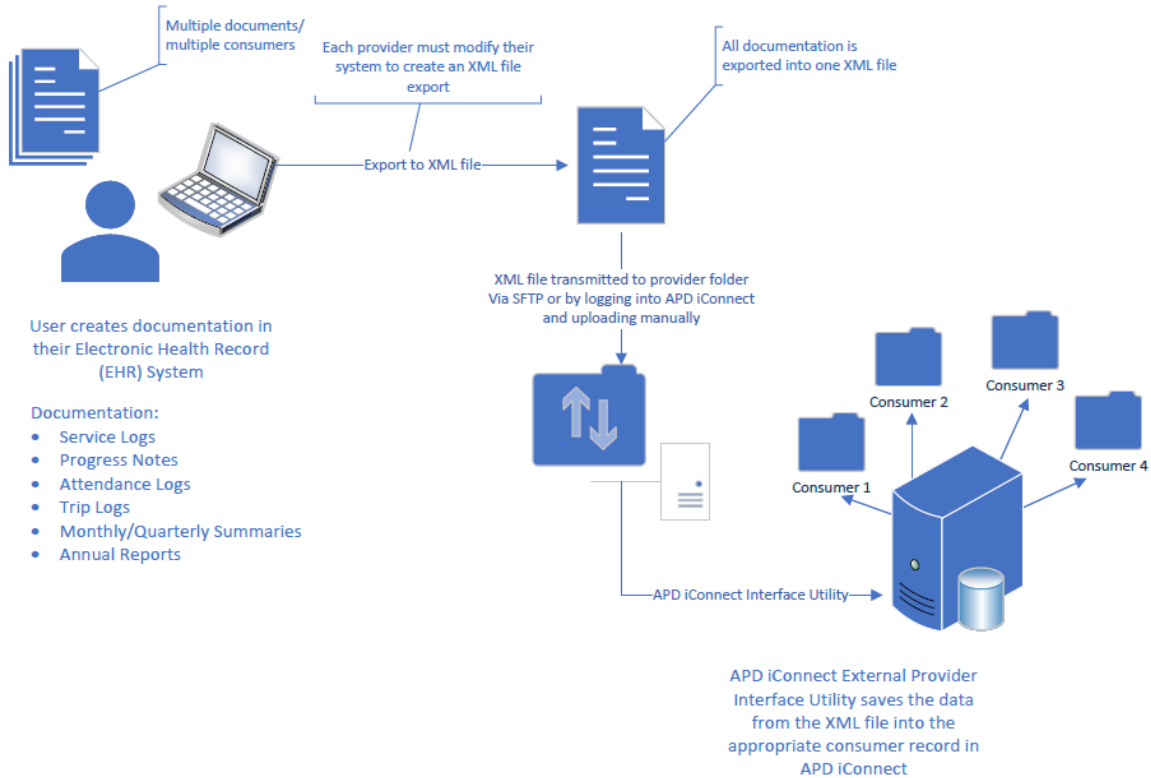 Multiple documents/
multiple consumers
Each provider must modify their
system to create an XML file
export
All documentation is
exported into one XML file
Export to XML file
XML file transmitted to provider folder
Via SFTP or by logging into APD iConnect
and uploading manually
User creates documentation in
their Electronic Health Record
(EHR) System
Documentation:
• Service Logs
• Progress Notes
• Attendance Logs
• Trip Logs
• Monthly/Quarterly Summaries
• Annual Reports
Consumer 3
Consumer 2
Consumer 4
Consumer 1
APD iConnect Interface Utility
APD iConnect External Provider
Interface Utility saves the data
from the XML file into the
appropriate consumer record in
APD iConnect